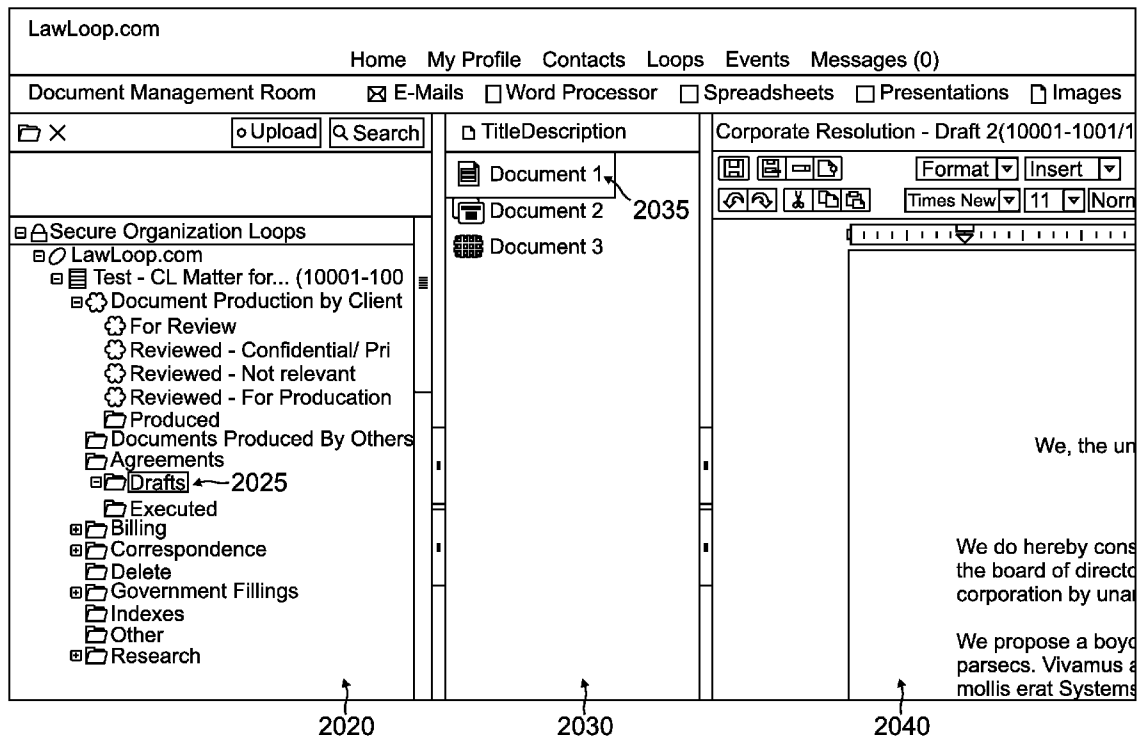 LawLoop.com
Home My Profile Contacts Loops Events Messages (0)
Document Management Room E-Mails Word Processor Spreadsheets Presentations Images
Upload Search
TitleDescription
Corporate Resolution - Draft 2(10001-1001/1
Format Insert
Times New 11 Norn
Document 1
2035
Document 2
Document 3
Secure Organization Loops
LawLoop.com
Test - CL Matter for... (10001-100
Document Production by Client
For Review
Reviewed - Confidential/ Pri
Reviewed - Not relevant
Reviewed - For Producation
Produced
Documents Produced By Others
Agreements
Drafts 2025
Executed
Billing
Correspondence
Delete
Government Fillings
Indexes
Other
Research
We, the un
We do hereby cons
the board of directo
corporation by unai
We propose a boyc
parsecs. Vivamus a
mollis erat Systems
2020 2030 2040